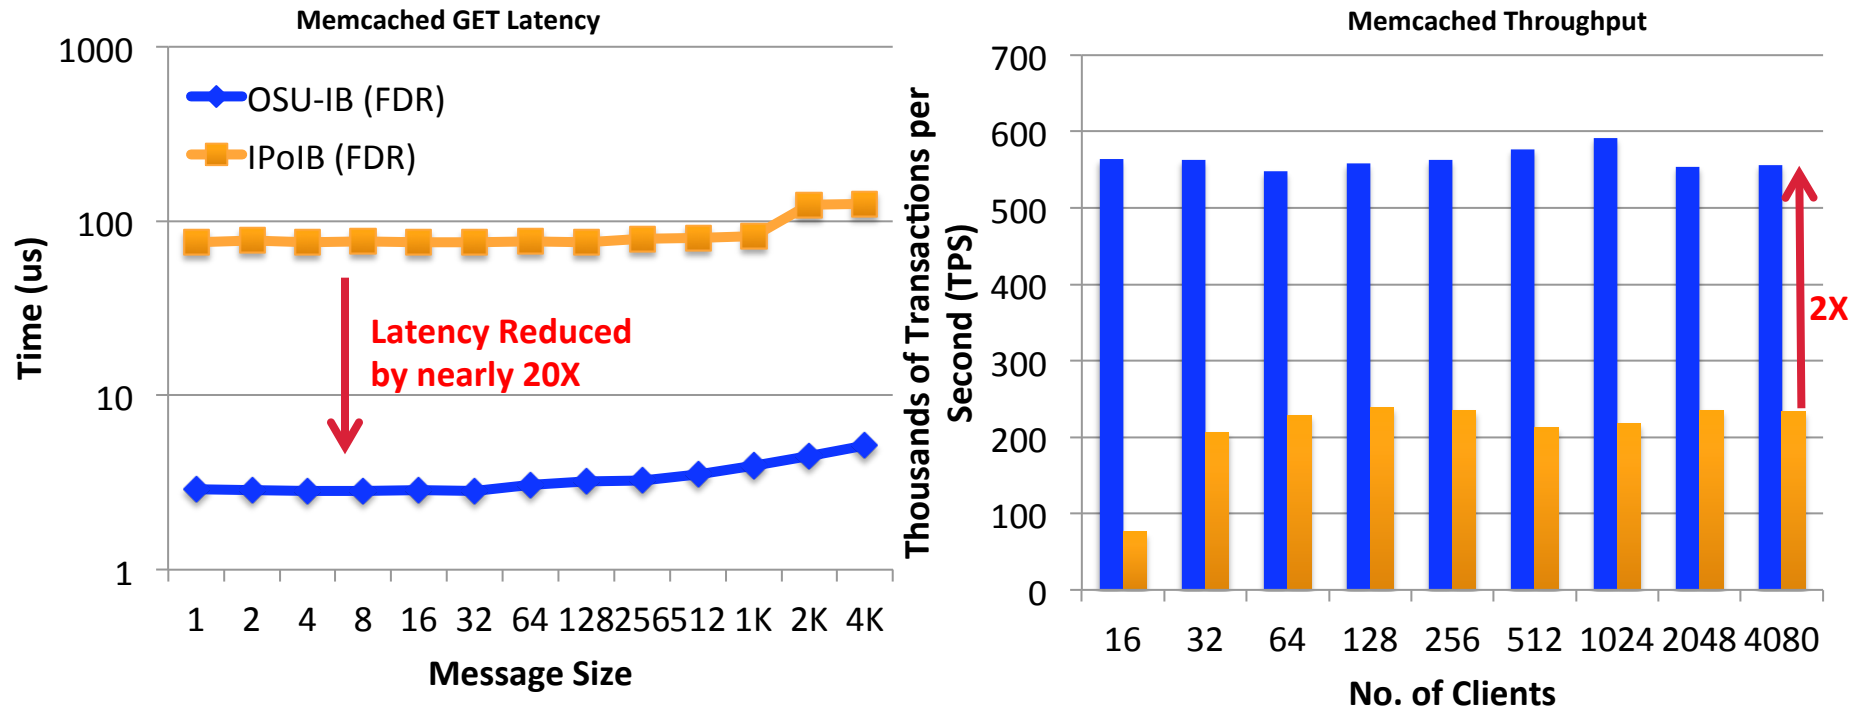 Memcached GET Latency
1000
100
10
1
Time (us)
OSU-IB (FDR)
IPoIB (FDR)
Latency Reduced
by nearly 20X
1 2 4 8 16 32 64 128 256 512 1K 2K 4K
Message Size
Memcached Throughput
Thousands of Transactions per
Second (TPS)
700
600
500
400
300
200
100
0
2X
16 32 64 128 256 512 1024 2048 4080
No. of Clients